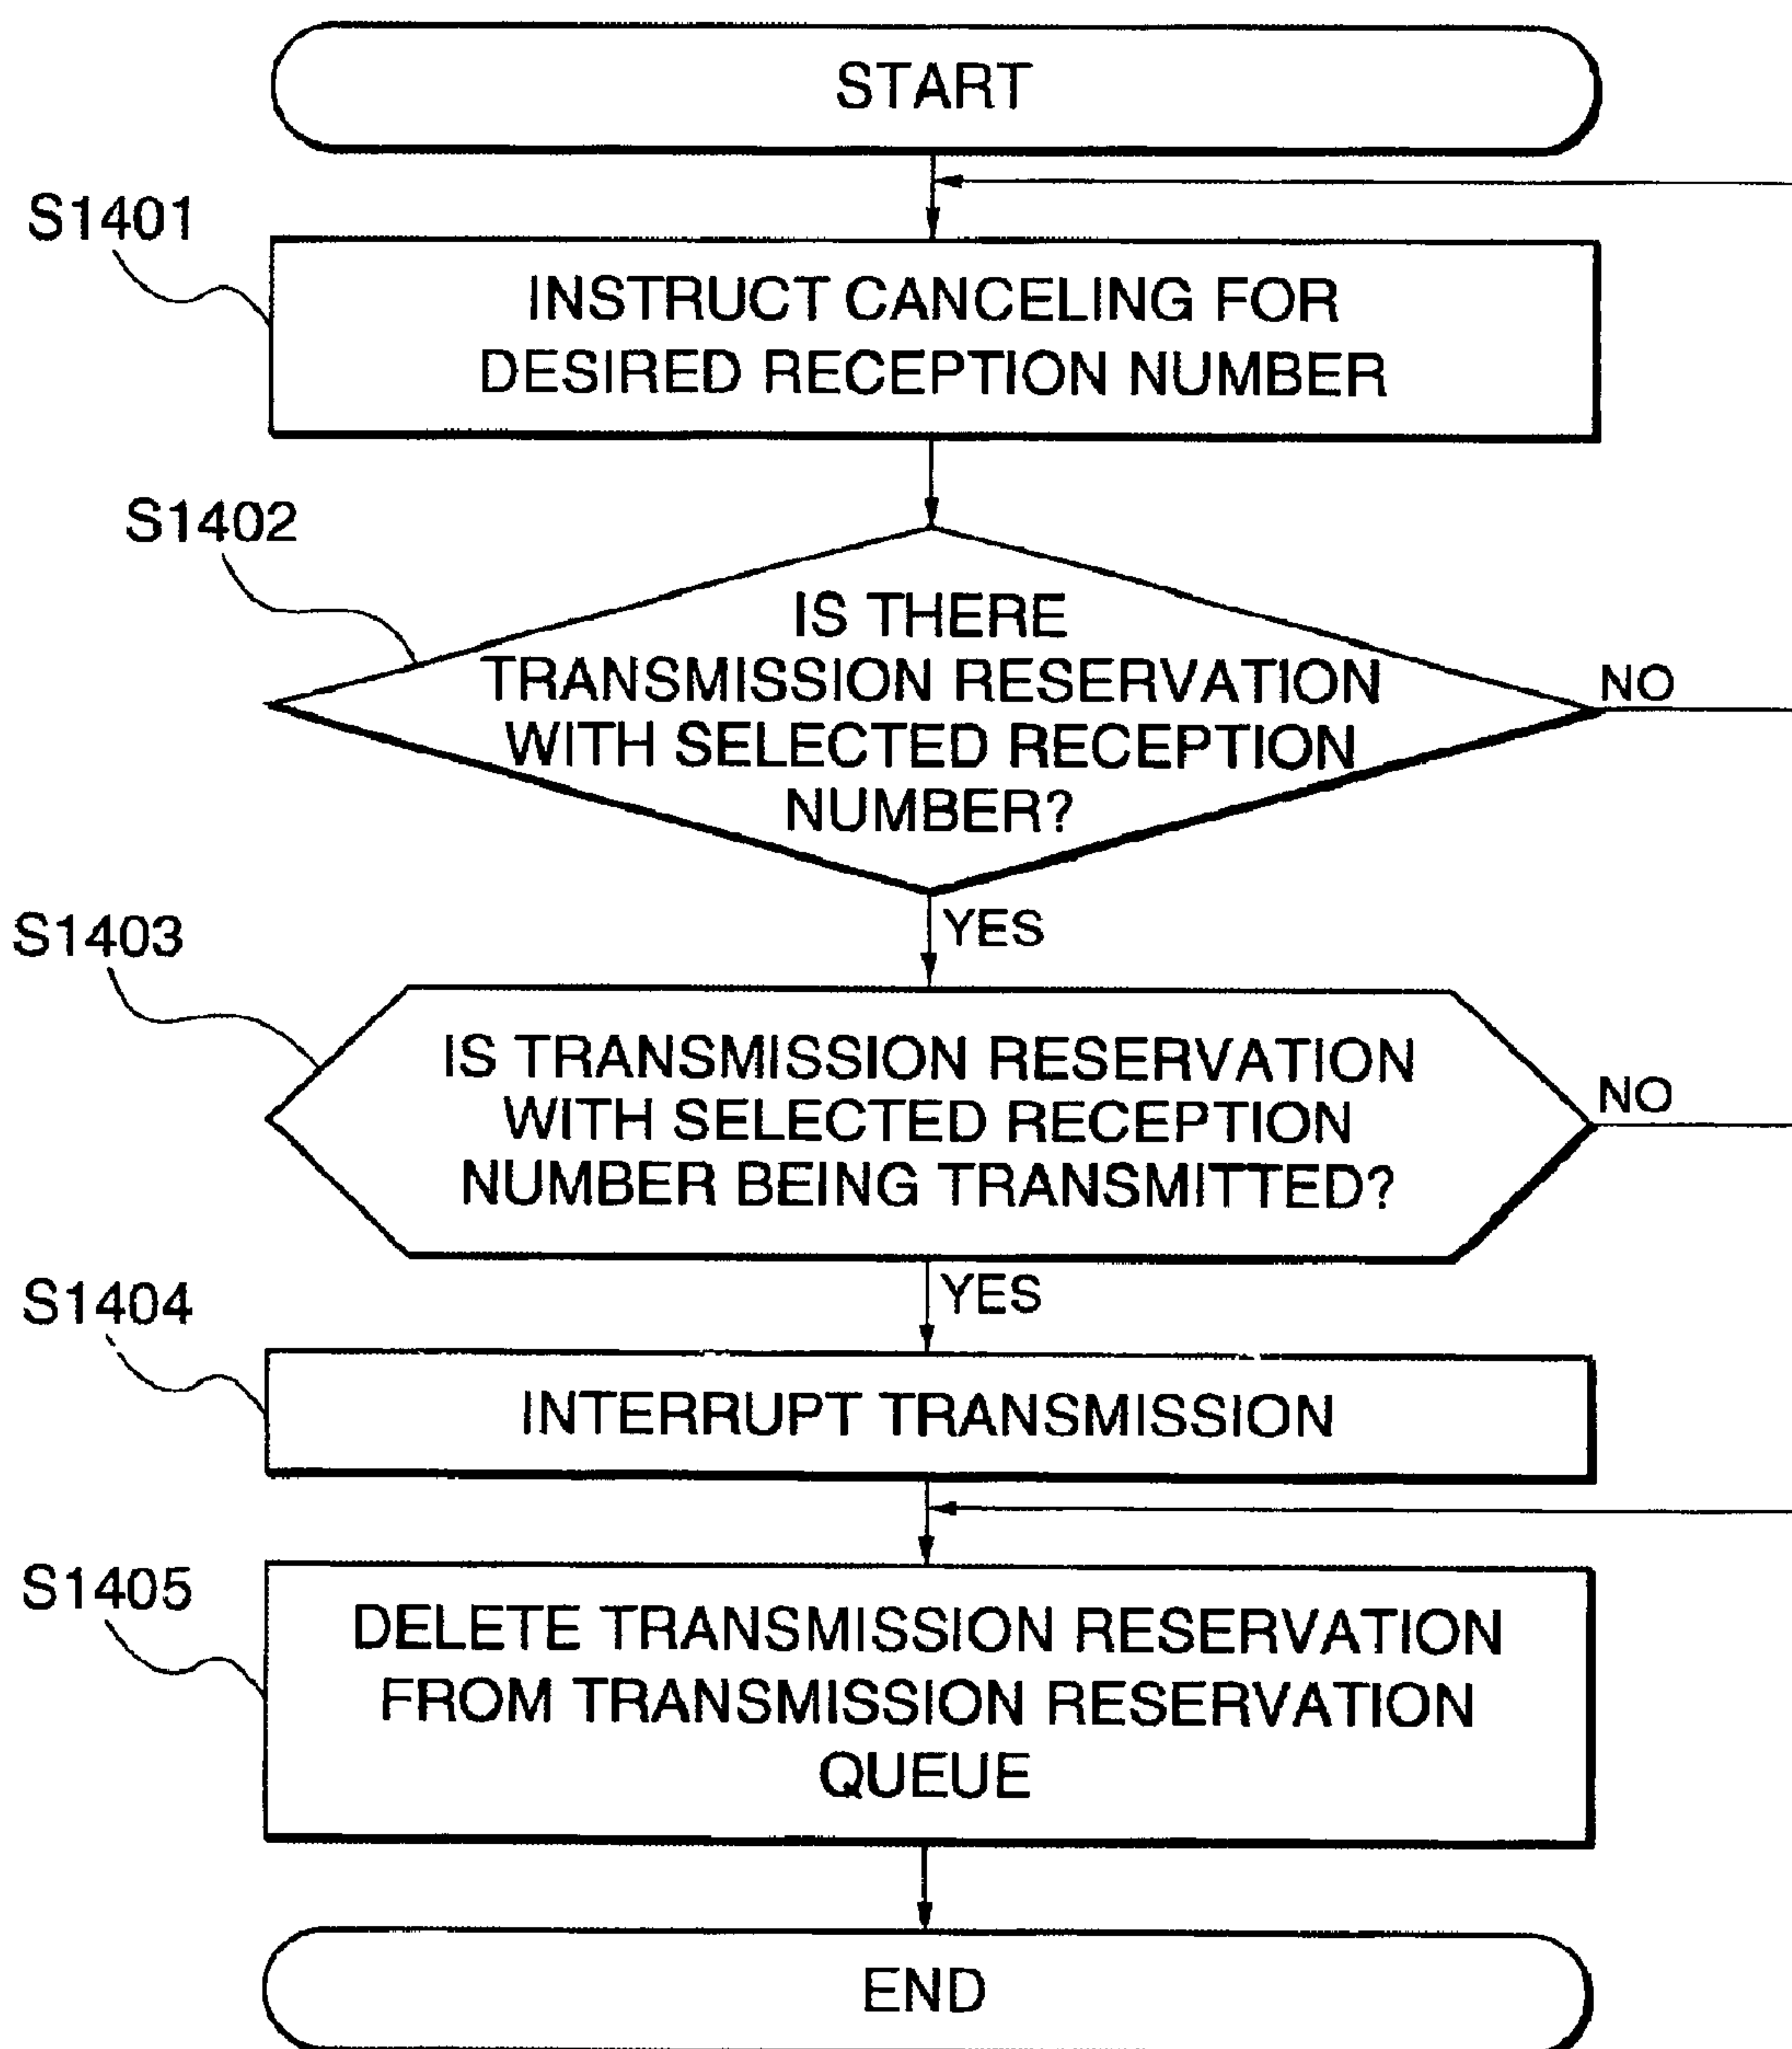 START
S1401
INSTRUCT CANCELING FOR
DESIRED RECEPTION NUMBER
S1402
IS THERE
TRANSMISSION RESERVATION
WITH SELECTED RECEPTION
NUMBER?
NO
YES
S1403
IS TRANSMISSION RESERVATION
WITH SELECTED RECEPTION
NUMBER BEING TRANSMITTED?
NO
YES
S1404
INTERRUPT TRANSMISSION
S1405
DELETE TRANSMISSION RESERVATION
FROM TRANSMISSION RESERVATION
QUEUE
END